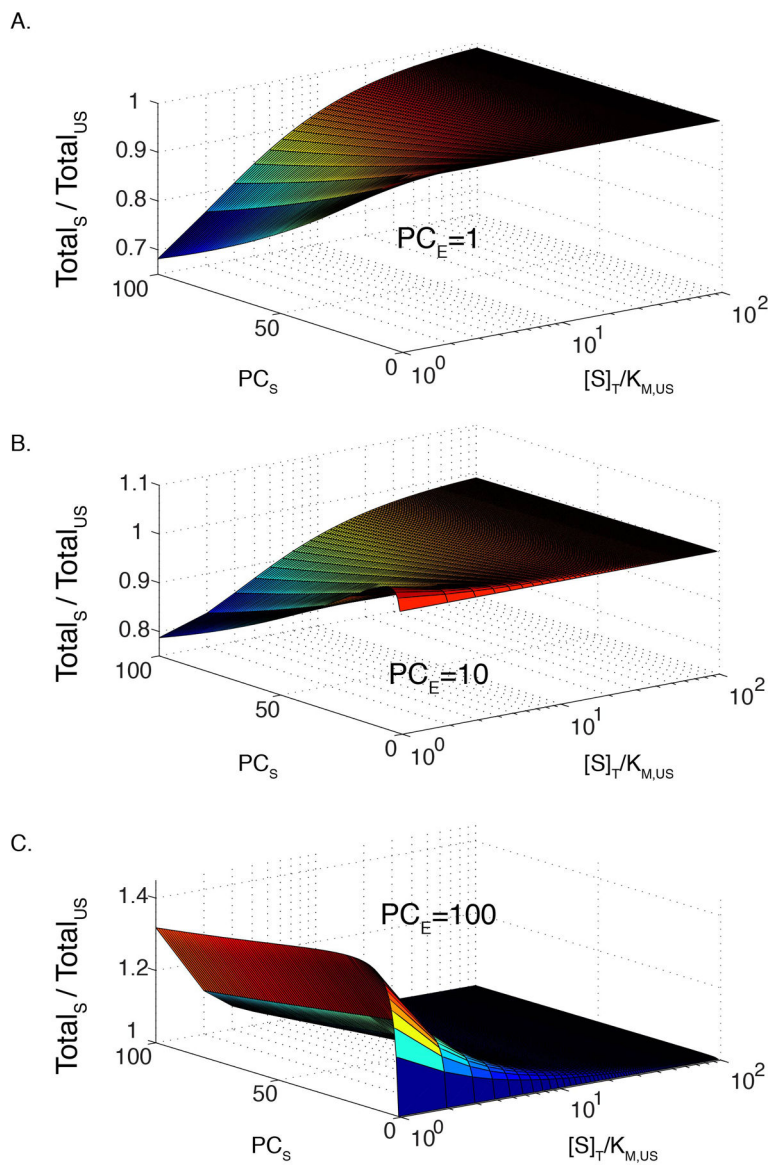 A.
Total_S / Total_US
1
0.9
0.8
0.7
100
50
0
PC_S
PC_E=1
10^0
10^1
10^2
[S]_T/K_M,US
B.
Total_S / Total_US
1.1
1
0.9
0.8
100
50
0
PC_S
PC_E=10
10^0
10^1
10^2
[S]_T/K_M,US
C.
Total_S / Total_US
1.4
1.2
1
100
50
0
PC_S
PC_E=100
10^0
10^1
10^2
[S]_T/K_M,US